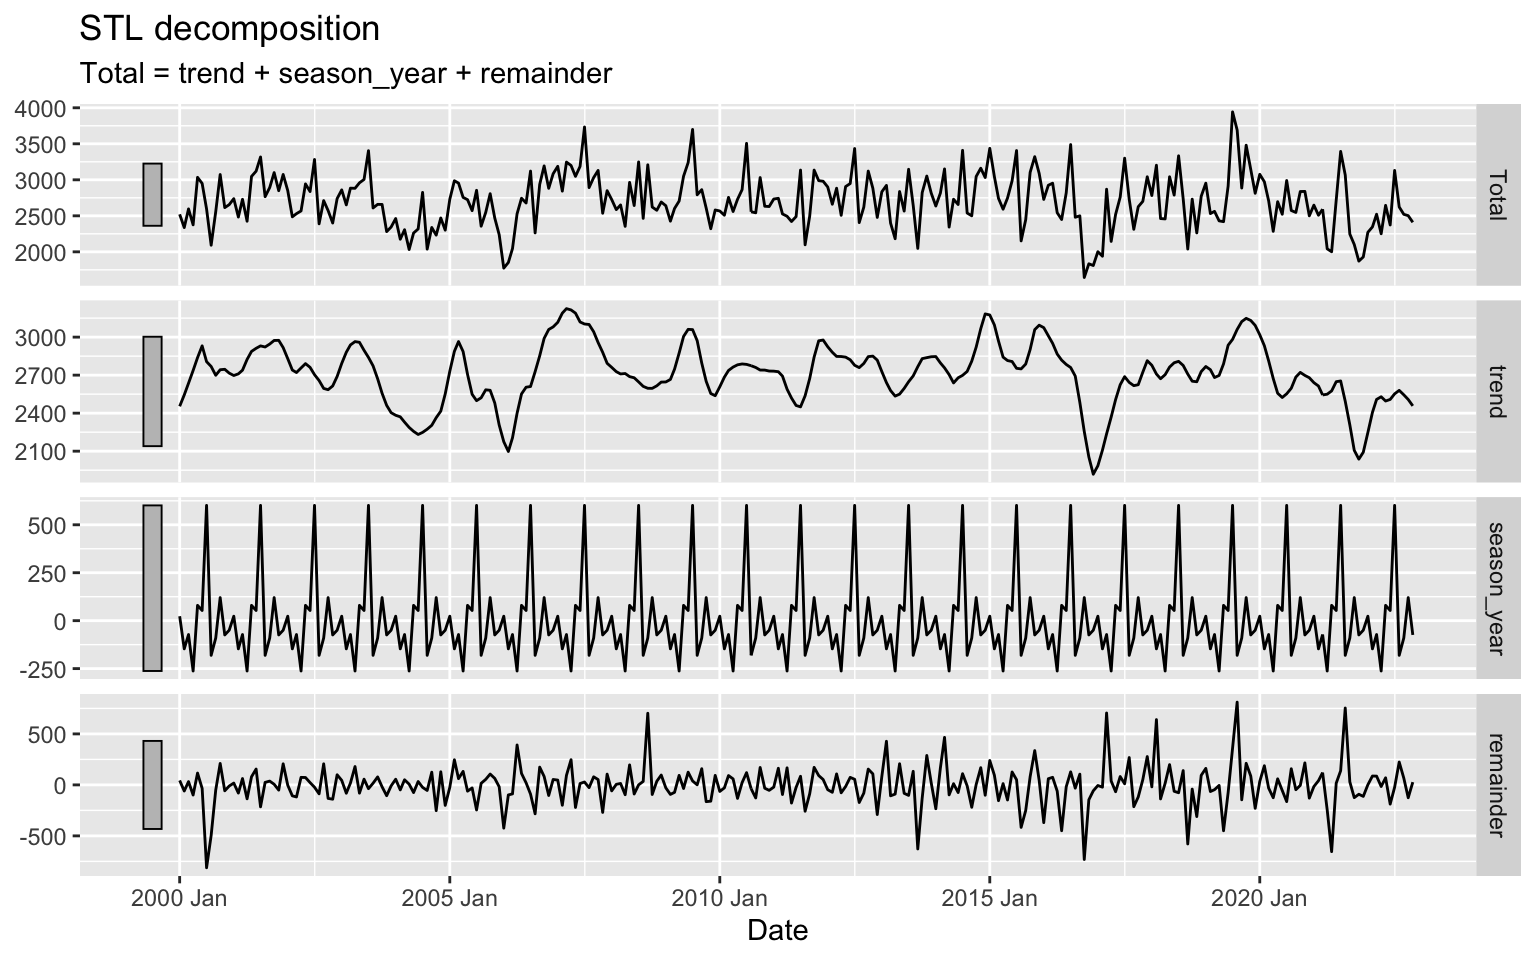 STL decomposition
Total = trend + season_year + remainder
4000
3500
3000
2500
2000
Total
3000
2700
2400
2100
trend
500
250
0
-250
season_year
500
0
-500
remainder
2000 Jan 2005 Jan 2010 Jan 2015 Jan 2020 Jan
Date